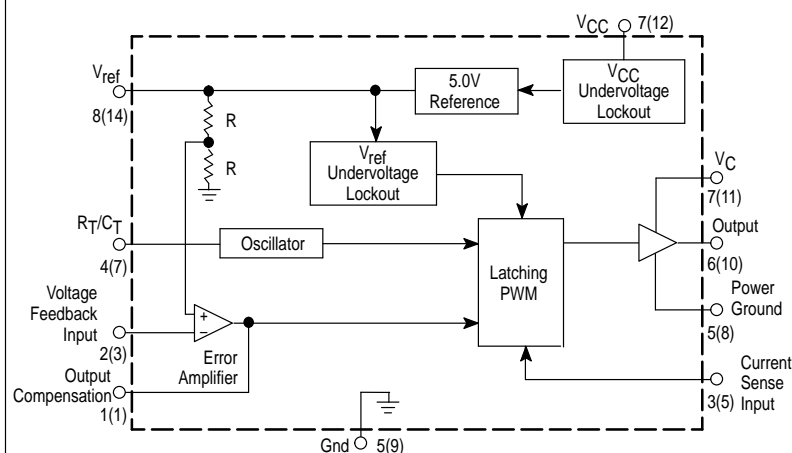 VCC 7(12)
Vref
8(14)
R
R
5.0V
Reference
VCC
Undervoltage
Lockout
Vref
Undervoltage
Lockout
VC
7(11)
RT/CT
4(7)
Oscillator
Latching
PWM
Output
6(10)
Voltage
Feedback
Input
2(3)
+
–
Error
Amplifier
Power
Ground
5(8)
Output
Compensation
1(1)
Current
Sense
Input
3(5)
Gnd 5(9)